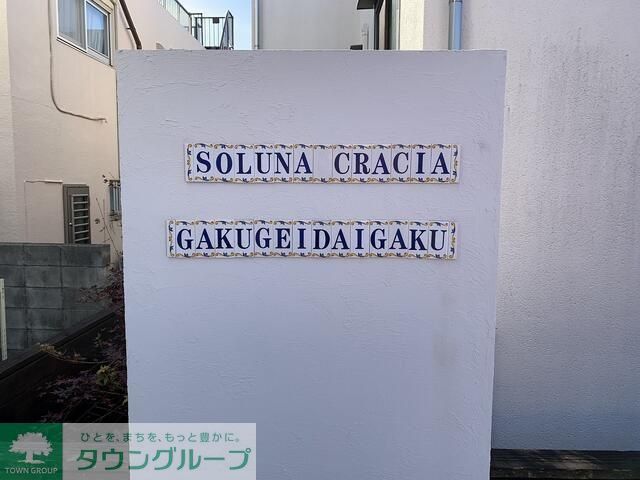 SOLUNA CRACIA
GAKUGEIDAIGAKU
ひとを、まちを、もっと豊かに。
タウングループ
TOWN GROUP